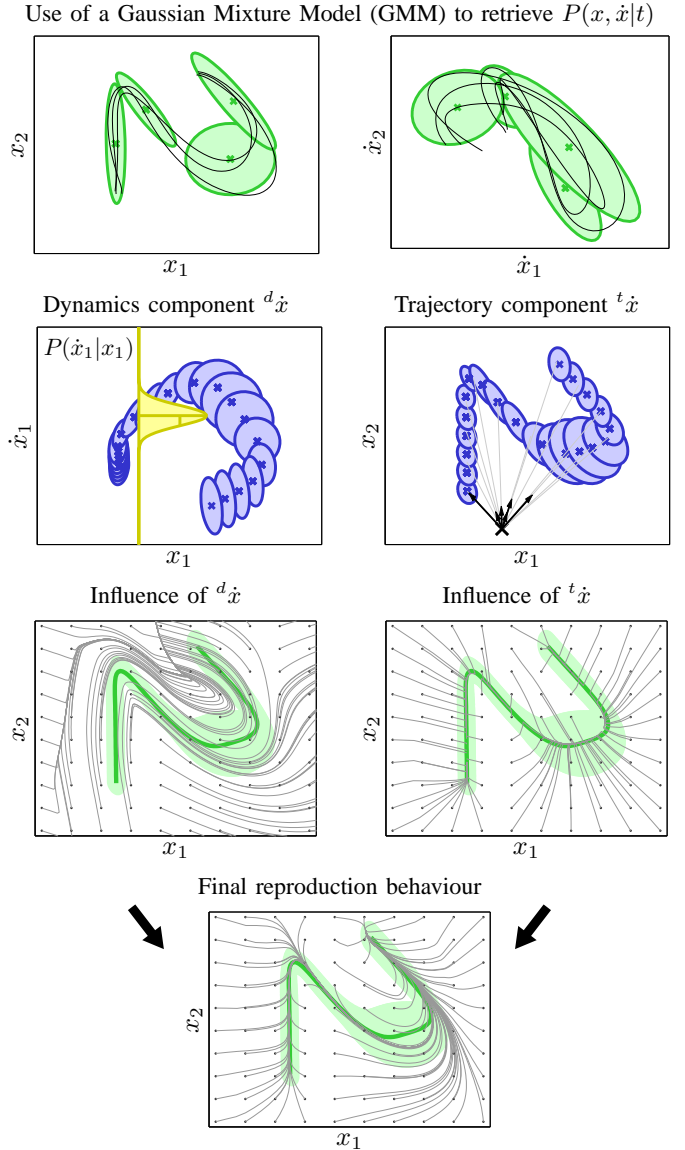 Use of a Gaussian Mixture Model (GMM) to retrieve P(x, ẋ|t)
x₂
x₁
ẋ₂
ẋ₁
Dynamics component ᵈẋ
Trajectory component ᵗẋ
P(ẋ₁|x₁)
ẋ₁
x₁
x₂
x₁
Influence of ᵈẋ
Influence of ᵗẋ
x₂
x₁
x₂
x₁
Final reproduction behaviour
x₂
x₁